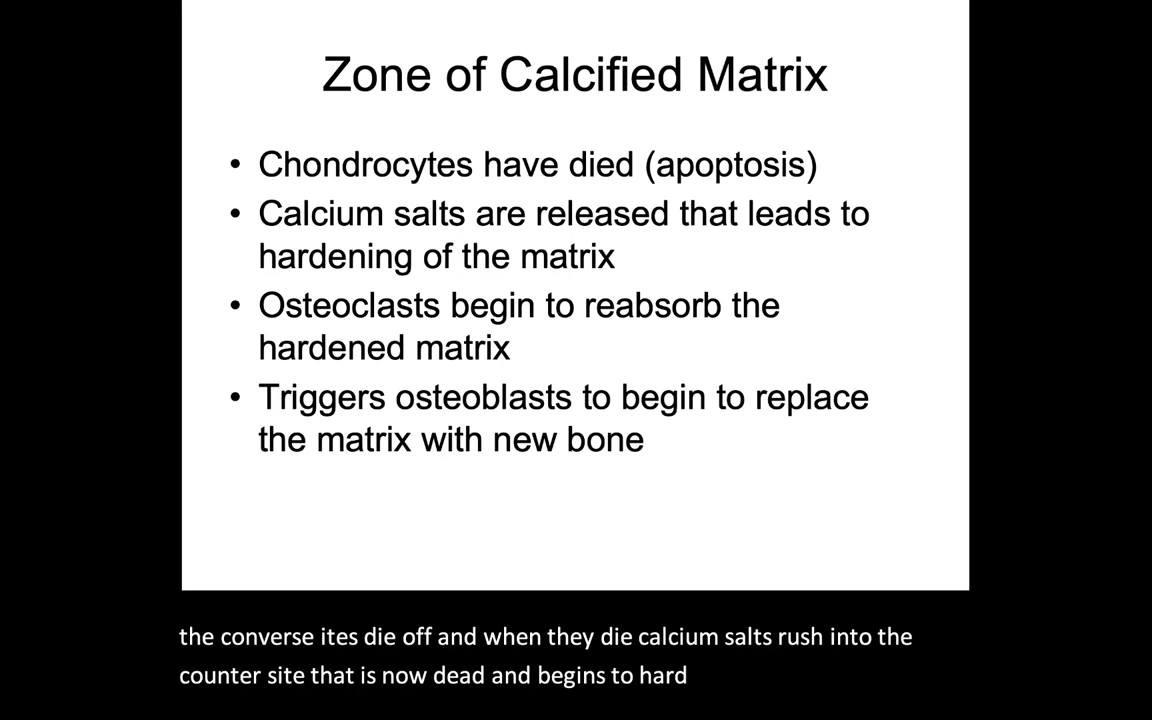 Zone of Calcified Matrix
• Chondrocytes have died (apoptosis)
• Calcium salts are released that leads to
hardening of the matrix
• Osteoclasts begin to reabsorb the
hardened matrix
• Triggers osteoblasts to begin to replace
the matrix with new bone
the converse ites die off and when they die calcium salts rush into the
counter site that is now dead and begins to hard